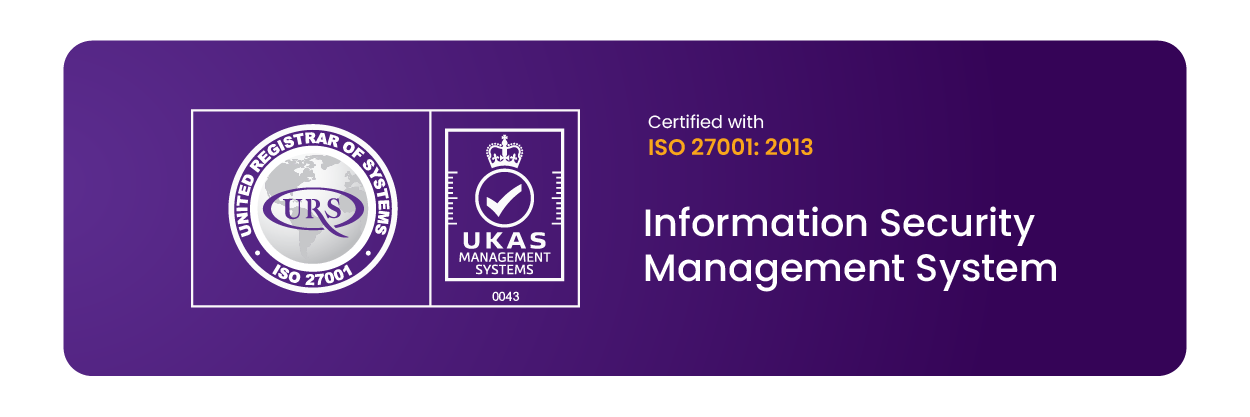 UNITED REGISTRAR OF SYSTEMS
URS
ISO 27001
UKAS
MANAGEMENT
SYSTEMS
0043
Certified with
ISO 27001: 2013
Information Security
Management System